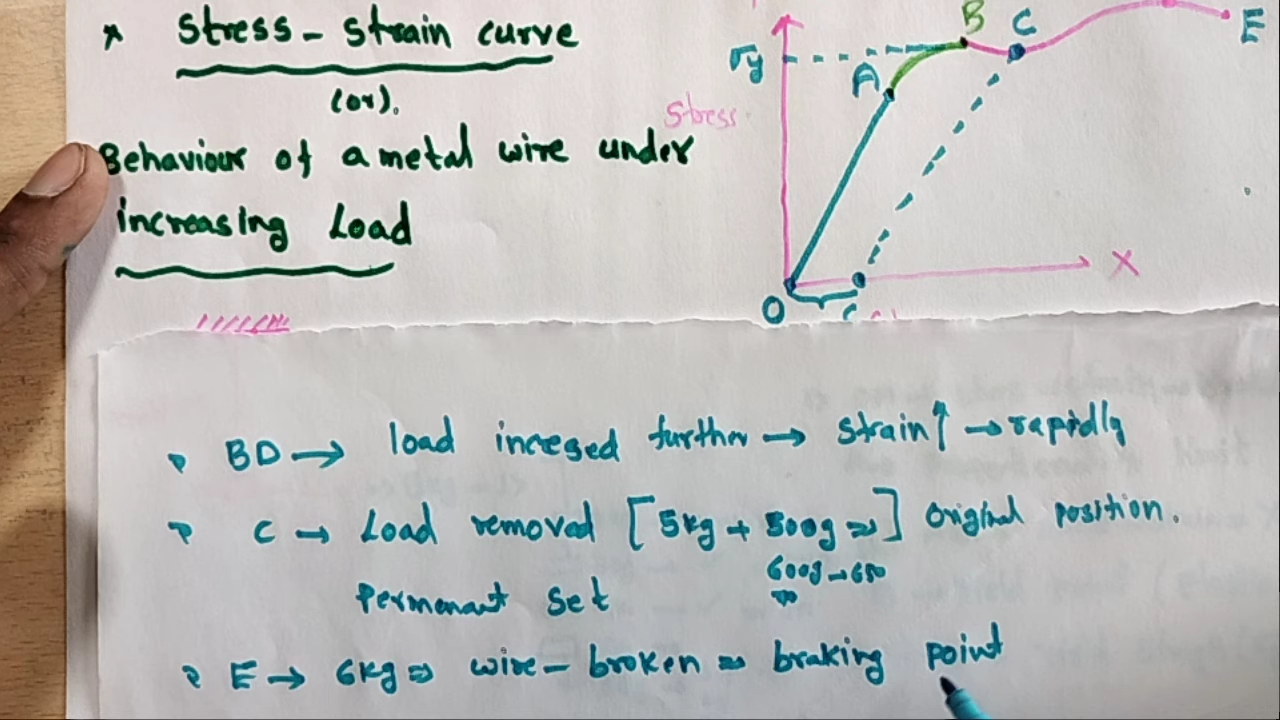 * Stress - Strain curve
(or).
Behaviour of a metal wire under
increasing Load
Stress
σy
A
B
C
E
O
X
• BD → load incresed further → Strain↑ → rapidly
• C → Load removed [5kg + 500g ⇒] Original position.
600g → 650
Permenant Set
• E → 6kg ⇒ wire - broken ⇒ braking point